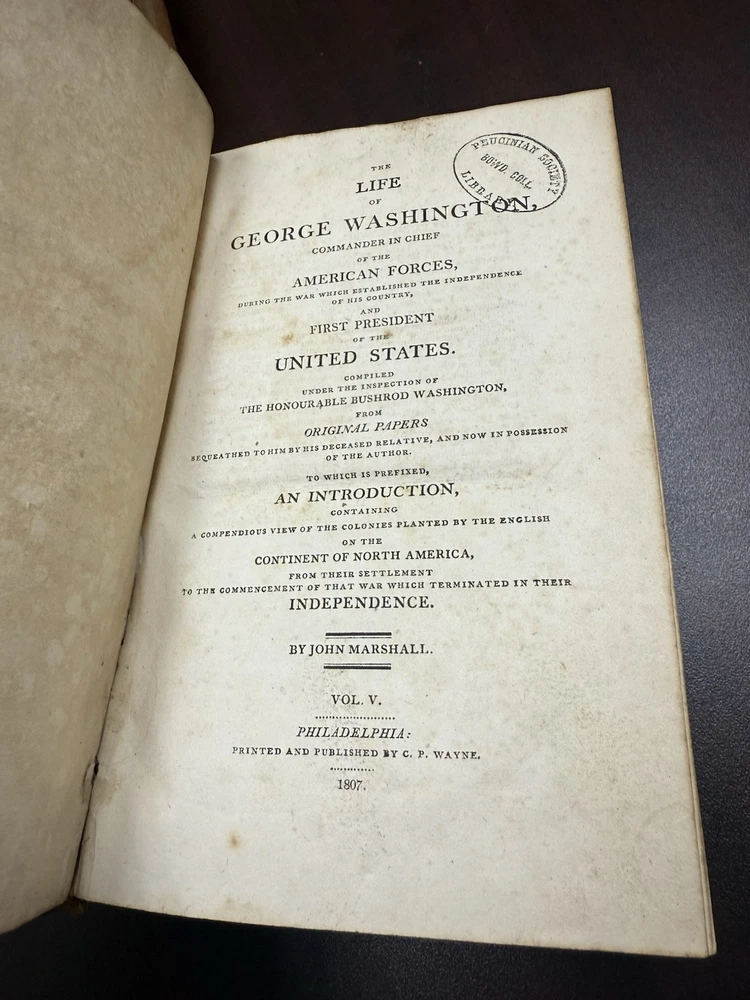 PEUCINIAN SOCIETY
BOWD. COLL.
LIBRARY
THE
LIFE
OF
GEORGE WASHINGTON,
COMMANDER IN CHIEF
OF THE
AMERICAN FORCES,
DURING THE WAR WHICH ESTABLISHED THE INDEPENDENCE
OF HIS COUNTRY,
AND
FIRST PRESIDENT
OF THE
UNITED STATES.
COMPILED
UNDER THE INSPECTION OF
THE HONOURABLE BUSHROD WASHINGTON,
FROM
ORIGINAL PAPERS
BEQUEATHED TO HIM BY HIS DECEASED RELATIVE, AND NOW IN POSSESSION
OF THE AUTHOR.
TO WHICH IS PREFIXED,
AN INTRODUCTION,
CONTAINING
A COMPENDIOUS VIEW OF THE COLONIES PLANTED BY THE ENGLISH
ON THE
CONTINENT OF NORTH AMERICA,
FROM THEIR SETTLEMENT
TO THE COMMENCEMENT OF THAT WAR WHICH TERMINATED IN THEIR
INDEPENDENCE.
BY JOHN MARSHALL.
VOL. V.
PHILADELPHIA:
PRINTED AND PUBLISHED BY C. P. WAYNE.
1807.